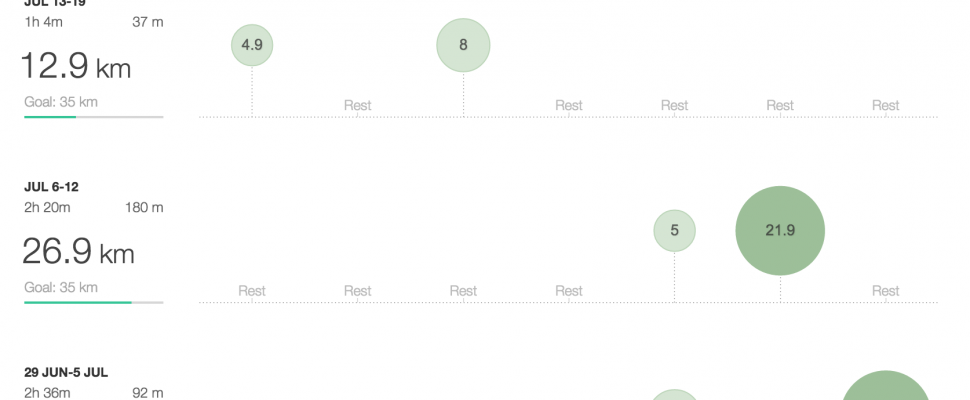 JUL 13-19
1h 4m 37 m
12.9 km
Goal: 35 km
4.9 Rest 8 Rest Rest Rest Rest
JUL 6-12
2h 20m 180 m
26.9 km
Goal: 35 km
Rest Rest Rest Rest 5 21.9 Rest
29 JUN-5 JUL
2h 36m 92 m